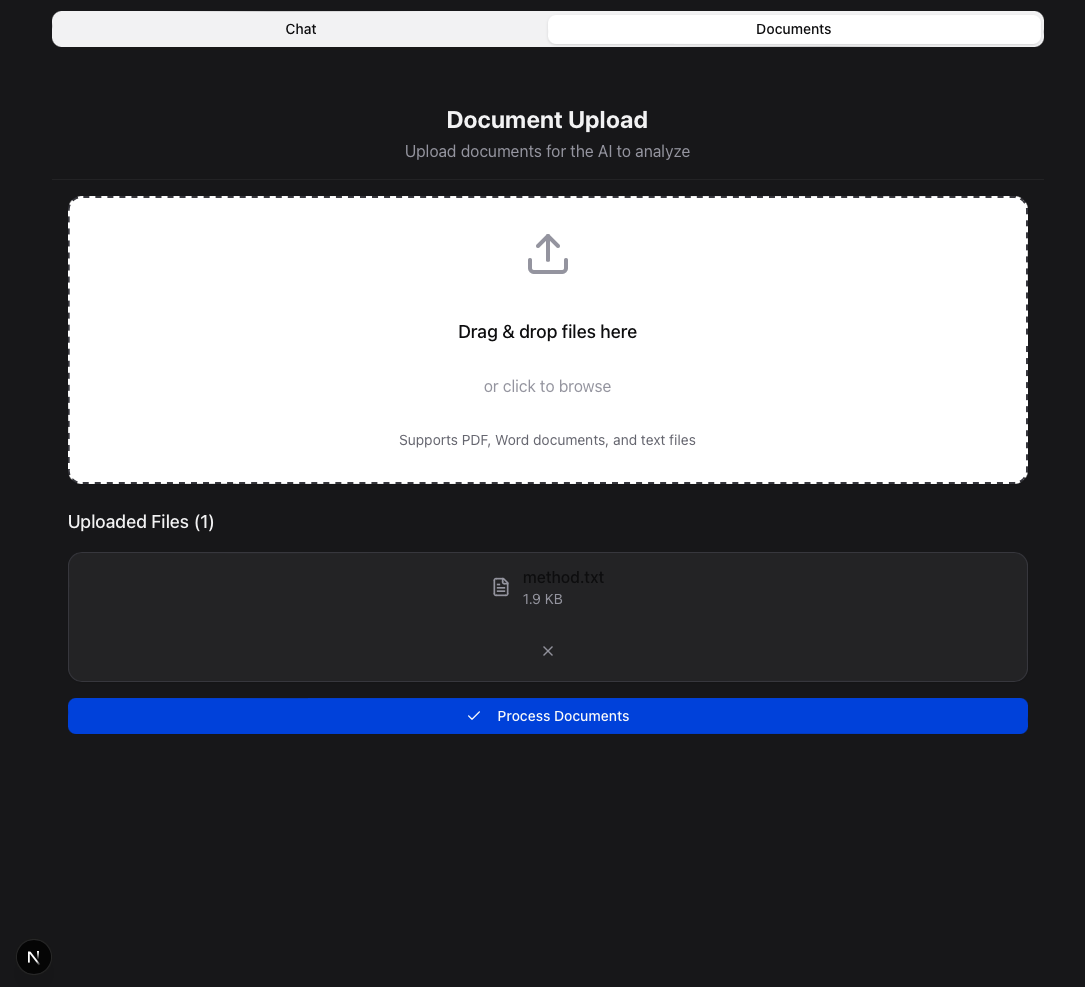 Chat
Documents
Document Upload
Upload documents for the AI to analyze
Drag & drop files here
or click to browse
Supports PDF, Word documents, and text files
Uploaded Files (1)
method.txt
1.9 KB
Process Documents
N